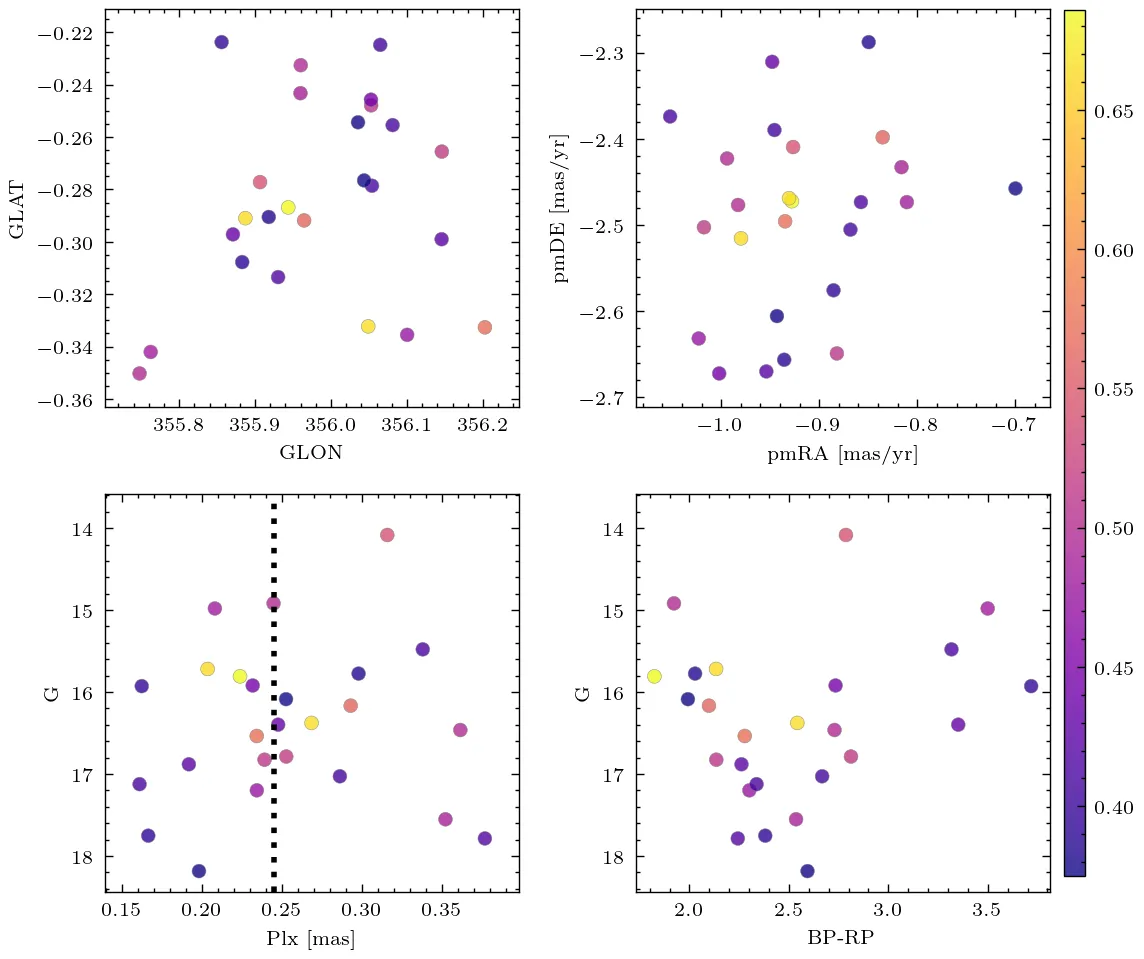 −0.22
−0.24
−0.26
−0.28
−0.30
−0.32
−0.34
−0.36
GLAT
355.8 355.9 356.0 356.1 356.2
GLON
−2.3
−2.4
−2.5
−2.6
−2.7
pmDE [mas/yr]
−1.0 −0.9 −0.8 −0.7
pmRA [mas/yr]
0.65
0.60
0.55
0.50
0.45
0.40
14
15
16
17
18
G
0.15 0.20 0.25 0.30 0.35
Plx [mas]
14
15
16
17
18
G
2.0 2.5 3.0 3.5
BP-RP